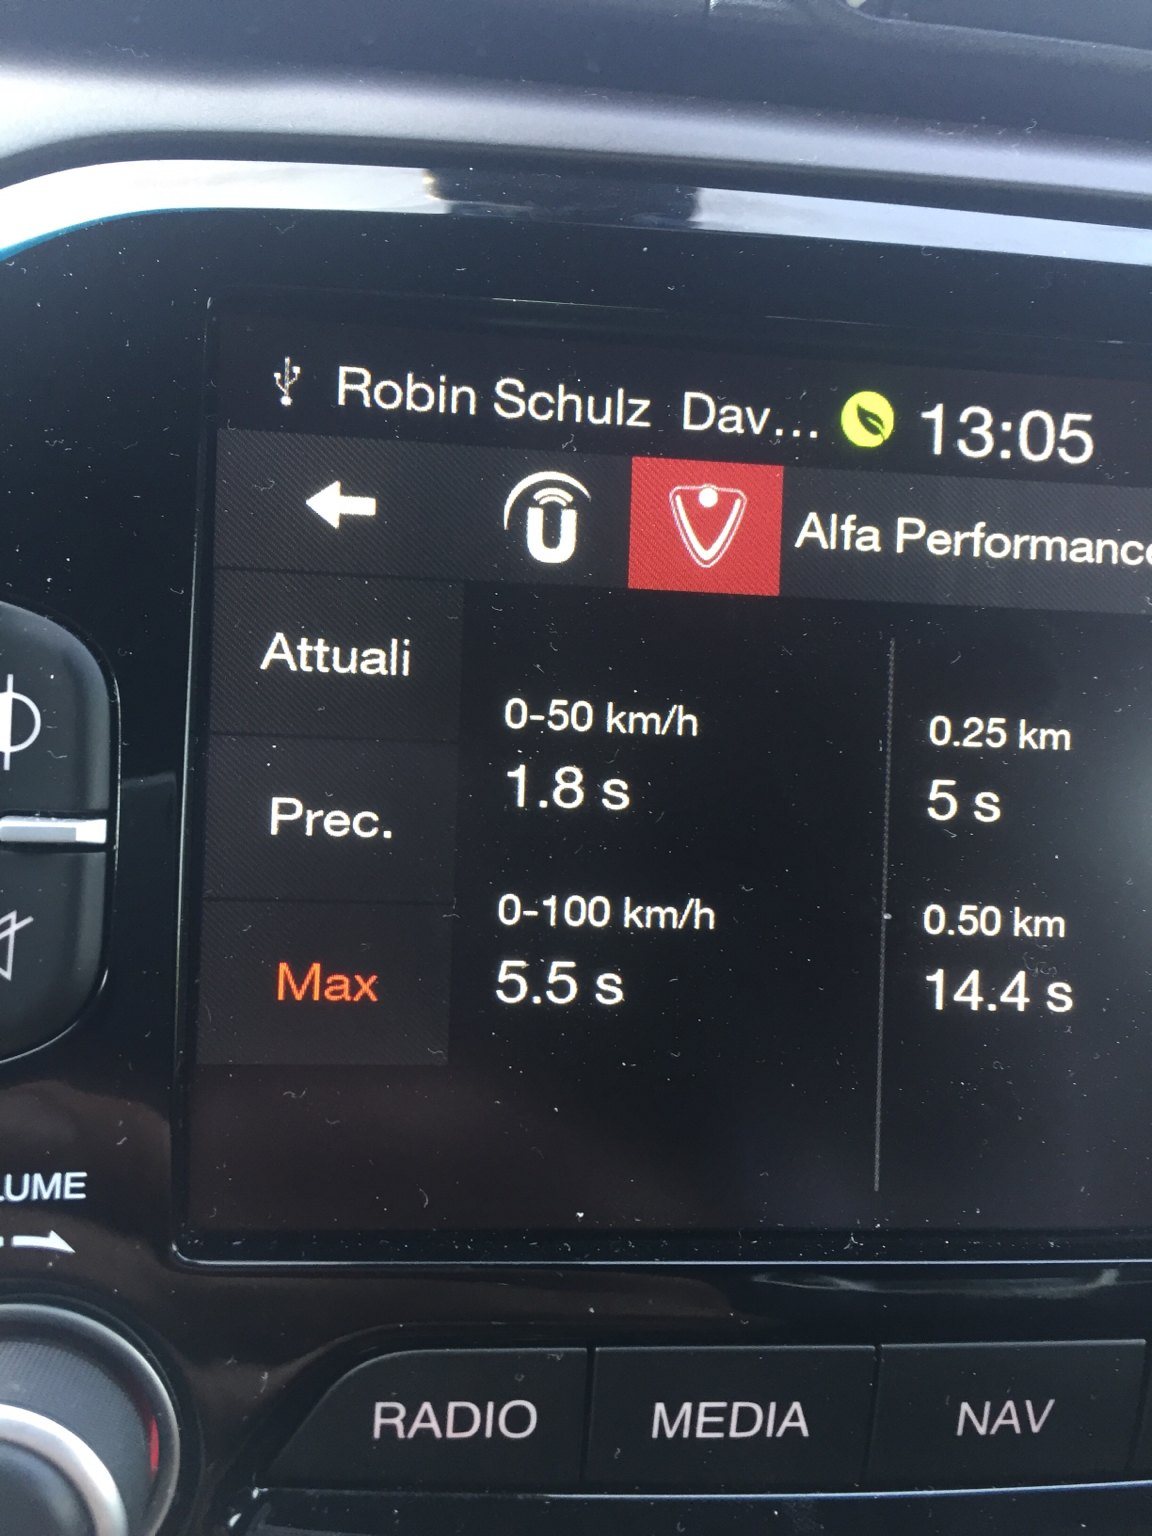 Robin Schulz Dav... 13:05
U
Alfa Performance
Attuali
Prec.
Max
0-50 km/h
1.8 s
0-100 km/h
5.5 s
0.25 km
5 s
0.50 km
14.4 s
LUME
RADIO
MEDIA
NAV